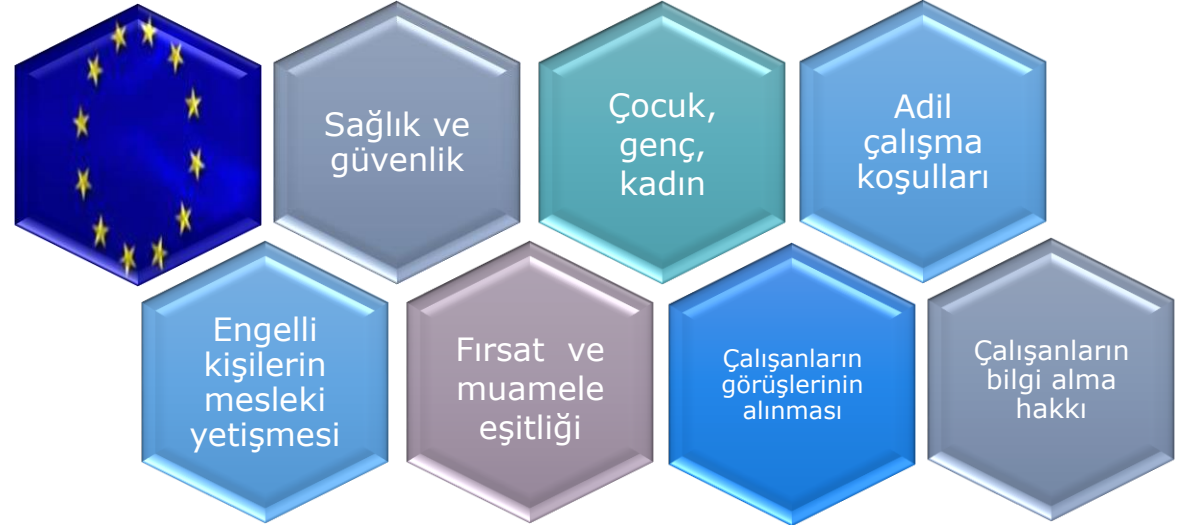 Sağlık ve
güvenlik
Çocuk,
genç,
kadın
Adil
çalışma
koşulları
Engelli
kişilerin
mesleki
yetişmesi
Fırsat ve
muamele
eşitliği
Çalışanların
görüşlerinin
alınması
Çalışanların
bilgi alma
hakkı